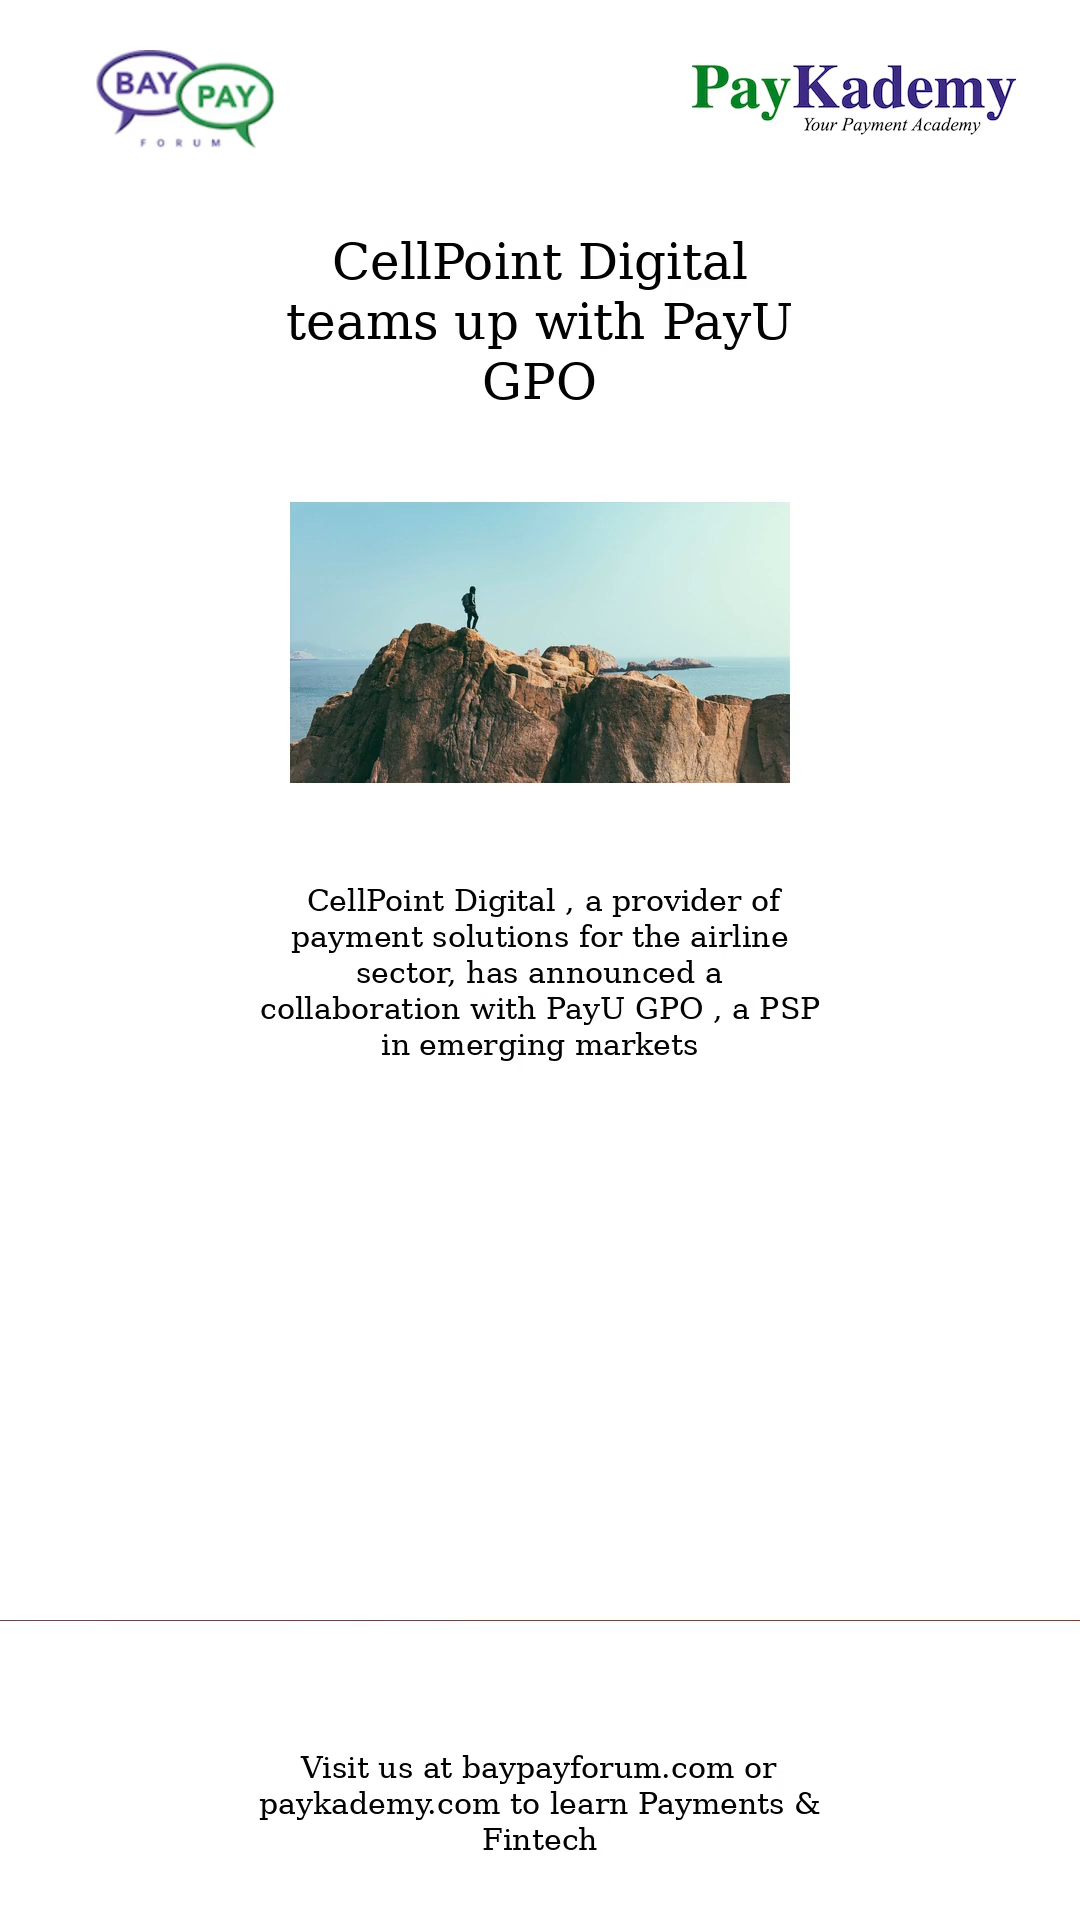 BAY PAY
FORUM
PayKademy
Your Payment Academy
CellPoint Digital
teams up with PayU
GPO
CellPoint Digital , a provider of
payment solutions for the airline
sector, has announced a
collaboration with PayU GPO , a PSP
in emerging markets
Visit us at baypayforum.com or
paykademy.com to learn Payments &
Fintech